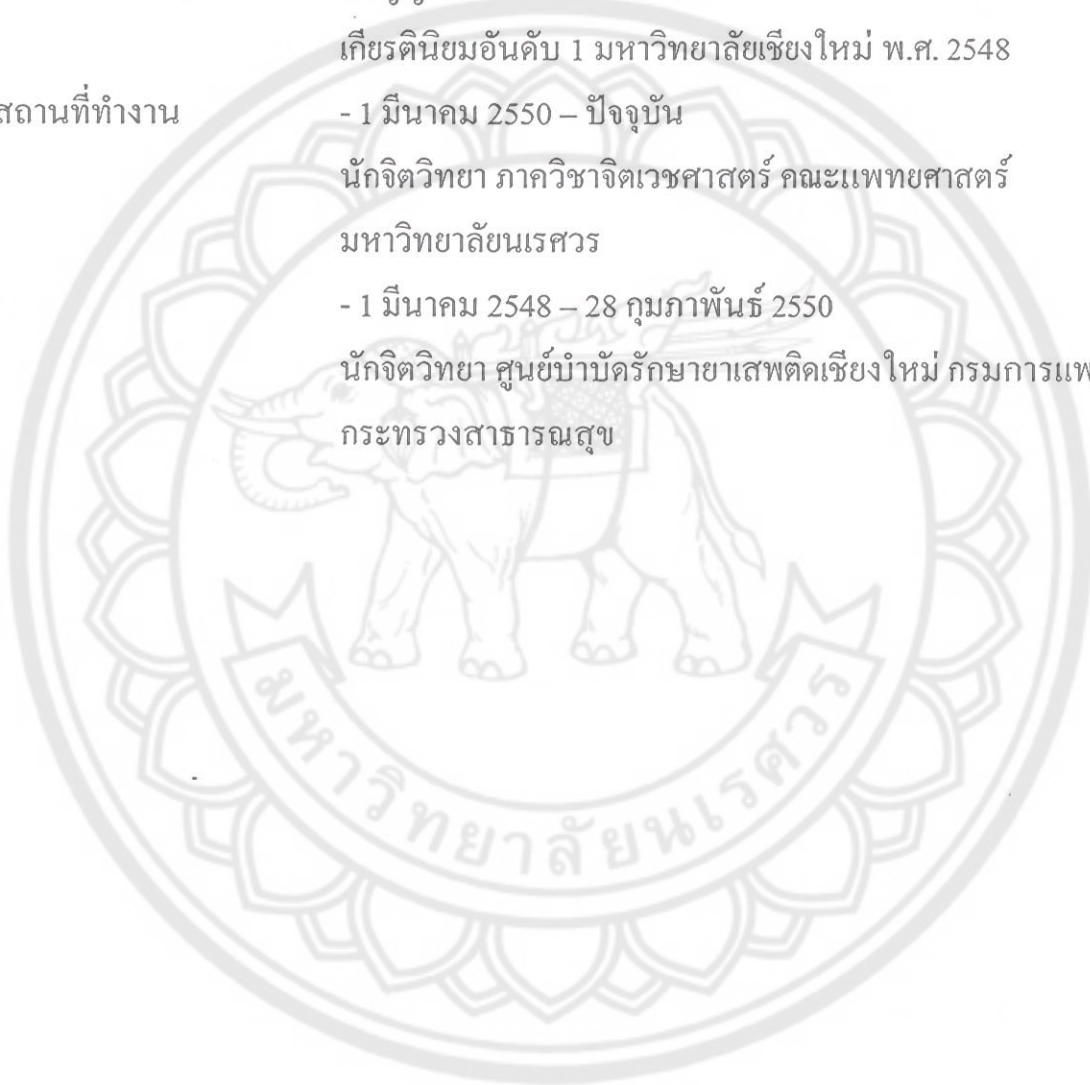 เกียรตินิยมอันดับ 1 มหาวิทยาลัยเชียงใหม่ พ.ศ. 2548
สถานที่ทำงาน - 1 มีนาคม 2550 – ปัจจุบัน
นักจิตวิทยา ภาควิชาจิตเวชศาสตร์ คณะแพทยศาสตร์
มหาวิทยาลัยนเรศวร
- 1 มีนาคม 2548 – 28 กุมภาพันธ์ 2550
นักจิตวิทยา ศูนย์บำบัดรักษายาเสพติดเชียงใหม่ กรมการแพ
กระทรวงสาธารณสุข
มหาวิทยาลัยนเรศวร